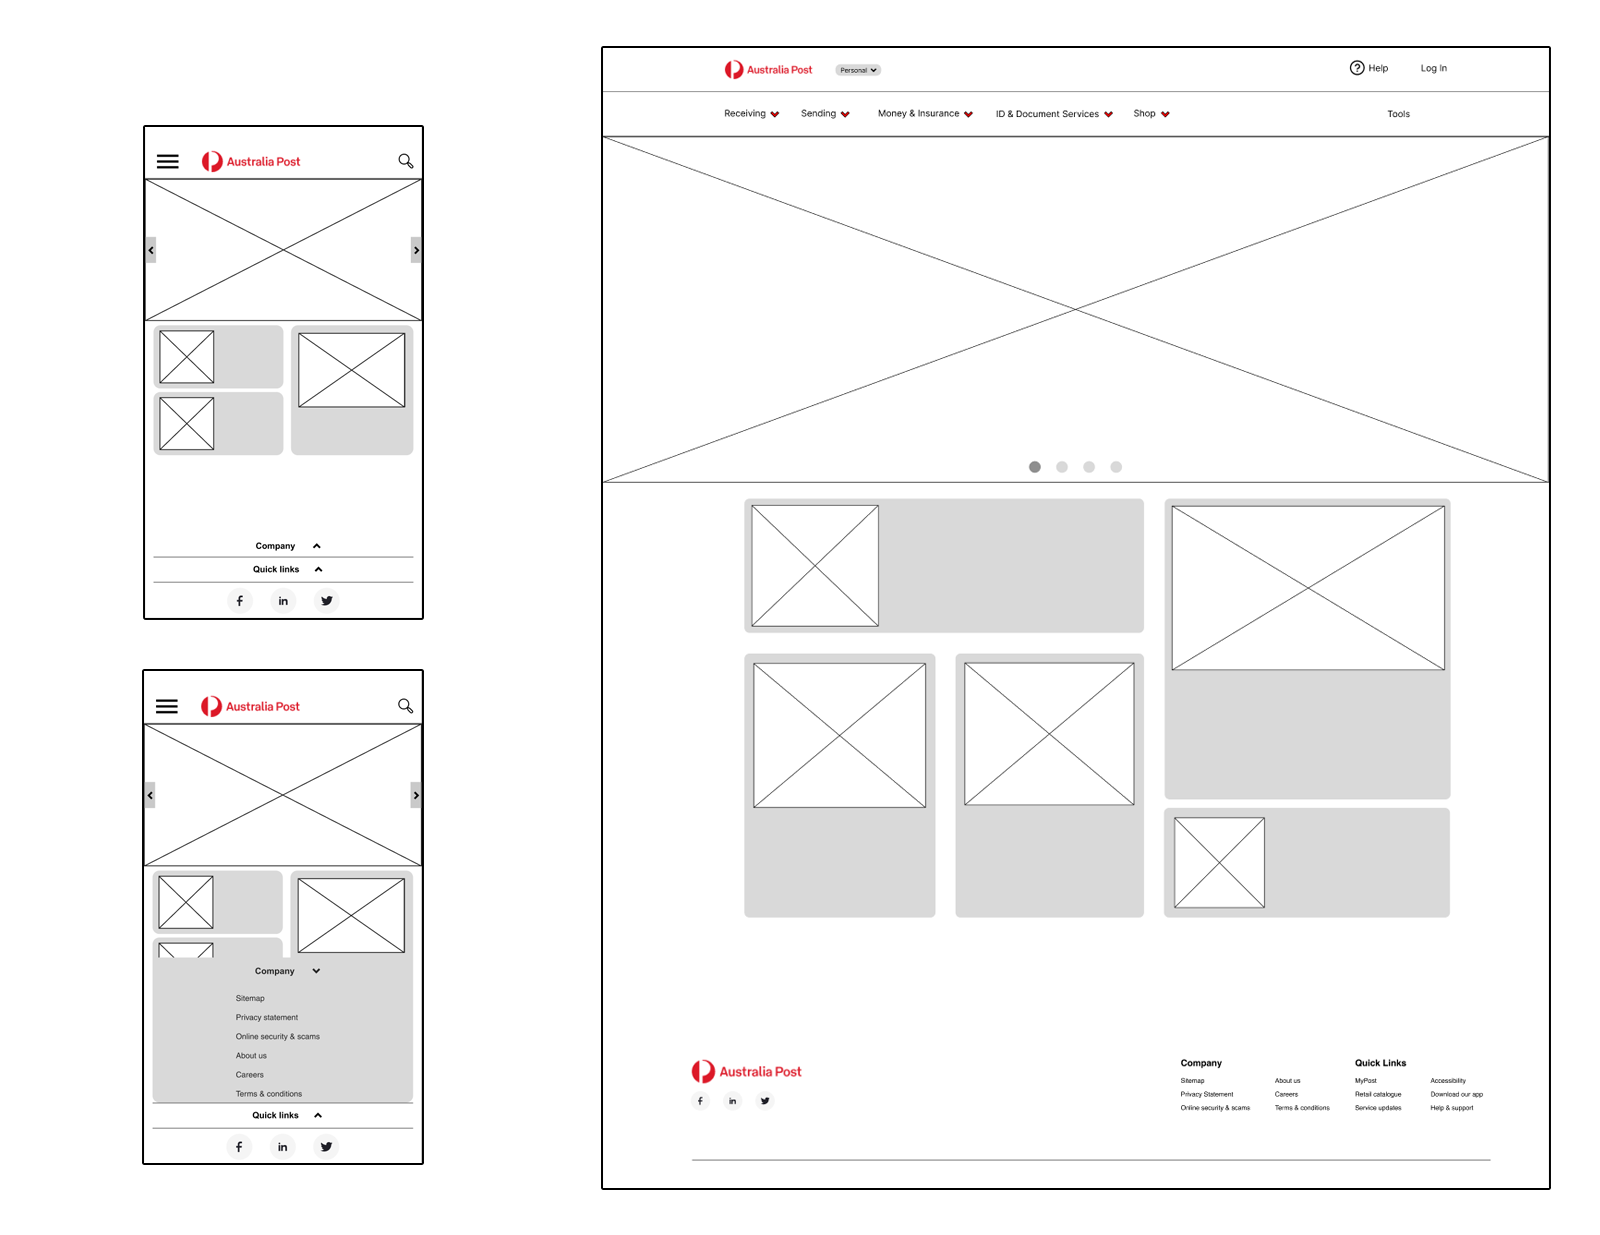 Australia Post
Company
Quick links
Australia Post
Company
Sitemap
Privacy statement
Online security & scams
About us
Careers
Terms & conditions
Quick links
Australia Post Personal Help Log In
Receiving Sending Money & Insurance ID & Document Services Shop Tools
Australia Post
Company Quick Links
Sitemap About us MyPost Accessibility
Privacy Statement Careers Retail catalogue Download our app
Online security & scams Terms & conditions Service updates Help & support